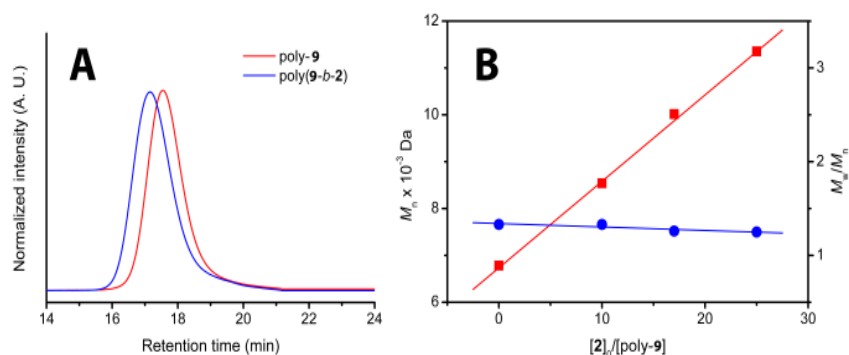 A
poly-9
poly(9-b-2)
Normalized intensity (A. U.)
14 16 18 20 22 24
Retention time (min)
B
12
10
8
6
Mn x 10-3 Da
3
2
1
Mw/Mn
0 10 20 30
[2]0/[poly-9]